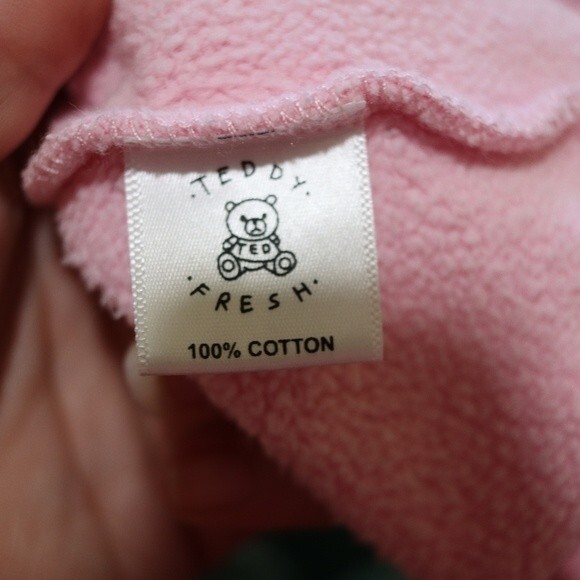 ·TEDDY·
TED
·FRESH·
100% COTTON